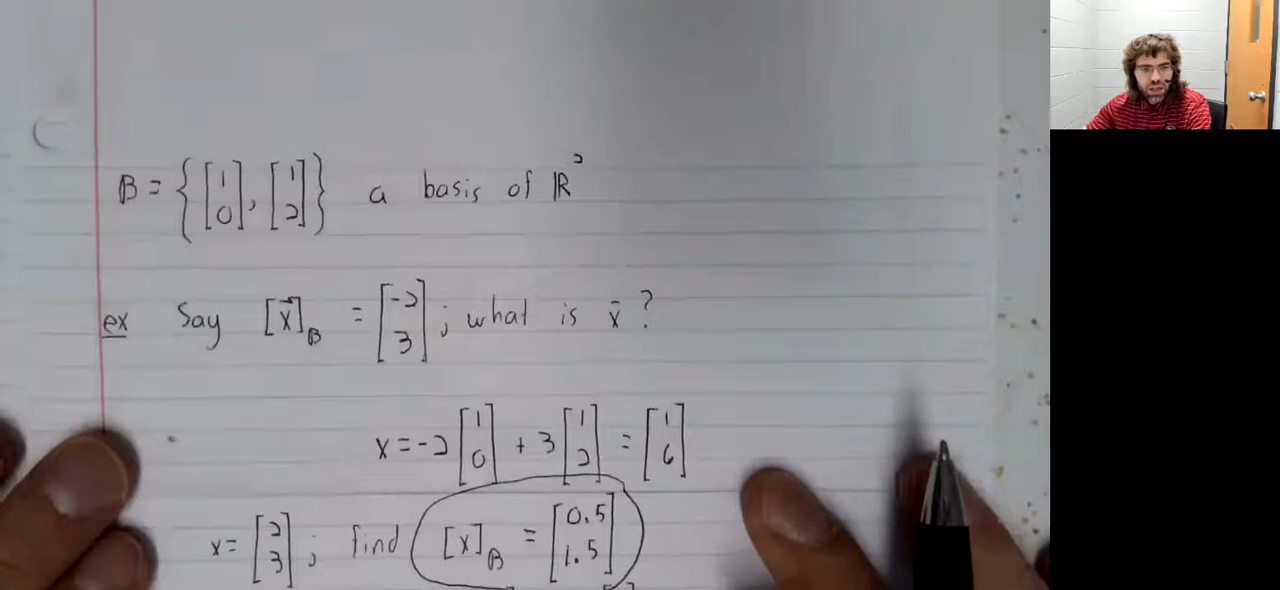 B = { [1 0], [1 2] } a basis of ℝ²
ex Say [x⃗]_B = [-2 3]; what is x̄?
x = -2 [1 0] + 3 [1 2] = [1 6]
x = [2 3]; find [x]_B = [0.5 1.5]